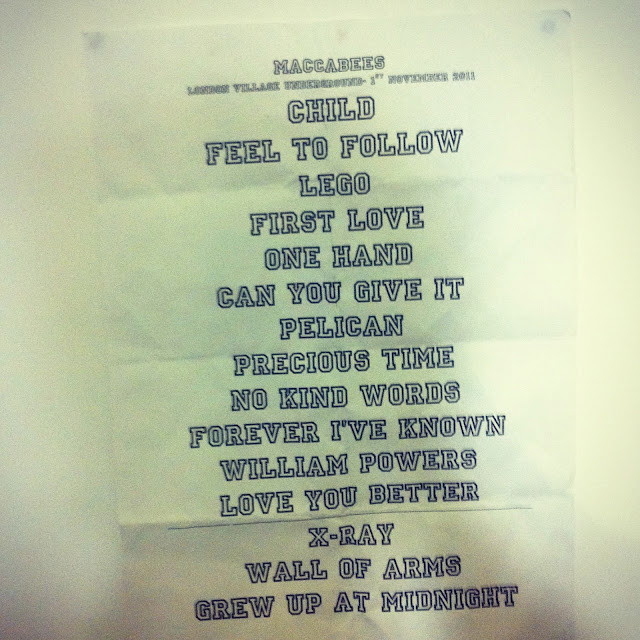 MACCABEES
LONDON VILLAGE UNDERGROUND- 1ST NOVEMBER 2011
CHILD
FEEL TO FOLLOW
LEGO
FIRST LOVE
ONE HAND
CAN YOU GIVE IT
PELICAN
PRECIOUS TIME
NO KIND WORDS
FOREVER I'VE KNOWN
WILLIAM POWERS
LOVE YOU BETTER
X-RAY
WALL OF ARMS
GREW UP AT MIDNIGHT